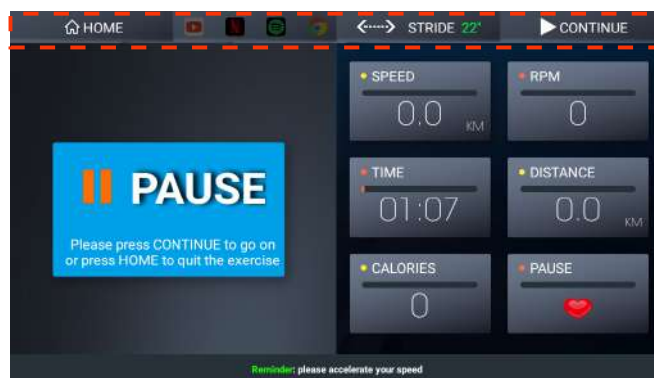 HOME
STRIDE 22"
CONTINUE
SPEED
0.0 KM
RPM
0
PAUSE
Please press CONTINUE to go on
or press HOME to quit the exercise
TIME
01:07
DISTANCE
0.0 KM
CALORIES
0
PAUSE
Reminder: please accelerate your speed